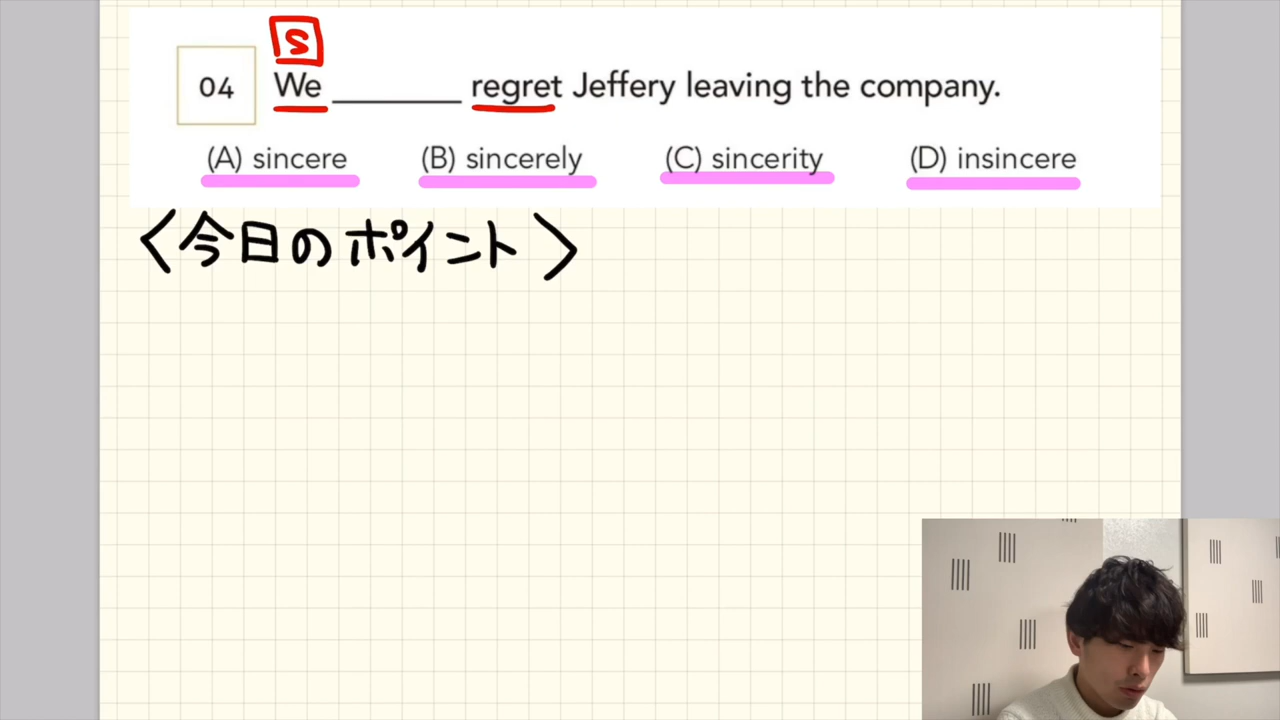 S
04 We ________ regret Jeffery leaving the company.
(A) sincere (B) sincerely (C) sincerity (D) insincere
〈今日のポイント〉